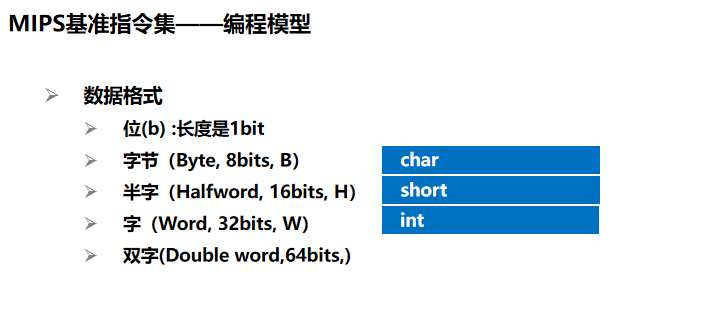 MIPS基准指令集——编程模型
数据格式
位(b) :长度是1bit
字节（Byte, 8bits, B） char
半字（Halfword, 16bits, H） short
字（Word, 32bits, W） int
双字(Double word,64bits,)